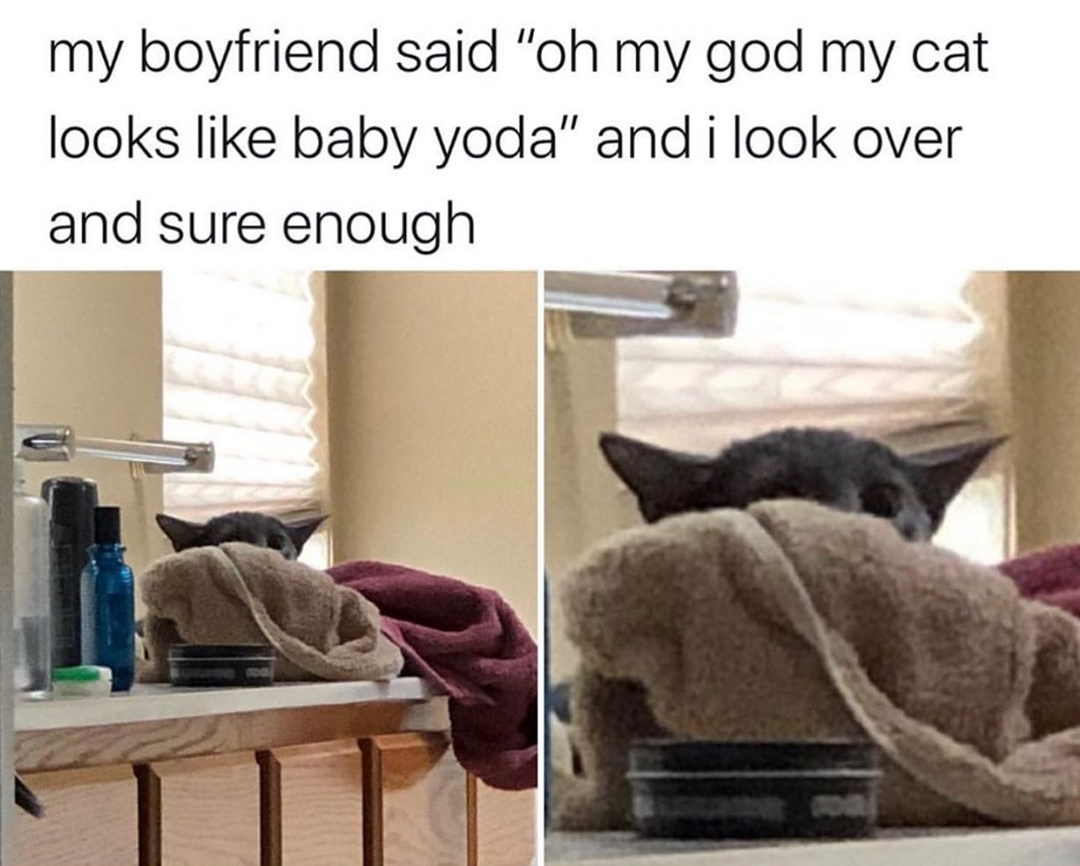 my boyfriend said "oh my god my cat
looks like baby yoda" and i look over
and sure enough